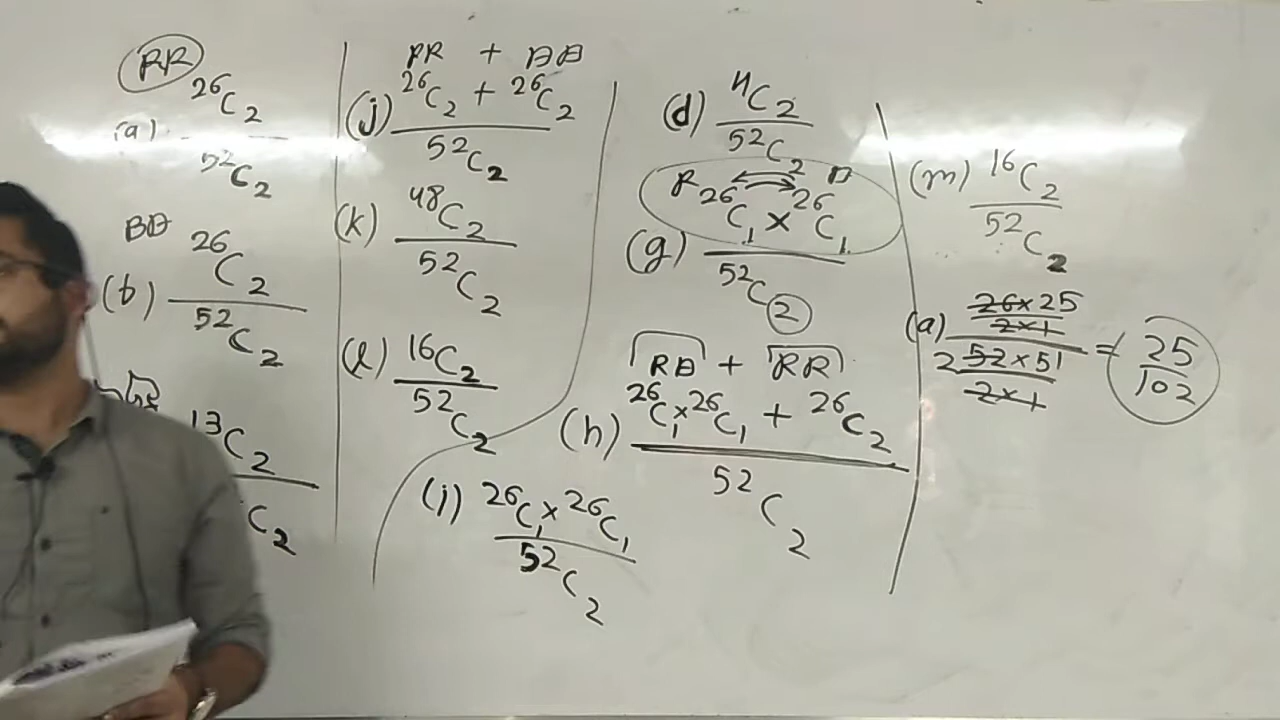 RR
²⁶C₂
(a)
⁵²C₂
BB
²⁶C₂
(b)
⁵²C₂
¹³C₂
C₂
RR + BB
(j) ²⁶C₂ + ²⁶C₂
⁵²C₂
(k) ⁴⁸C₂
⁵²C₂
(l) ¹⁶C₂
⁵²C₂
(d) ⁴C₂
⁵²C₂
R B
²⁶C₁ × ²⁶C₁
(g)
⁵²C₂
RB + RR
(h) ²⁶C₁ × ²⁶C₁ + ²⁶C₂
⁵²C₂
(i) ²⁶C₁ × ²⁶C₁
⁵²C₂
(m) ¹⁶C₂
⁵²C₂
26 × 25
2 × 1
(a) = 25
2 52 × 51 102
2 × 1